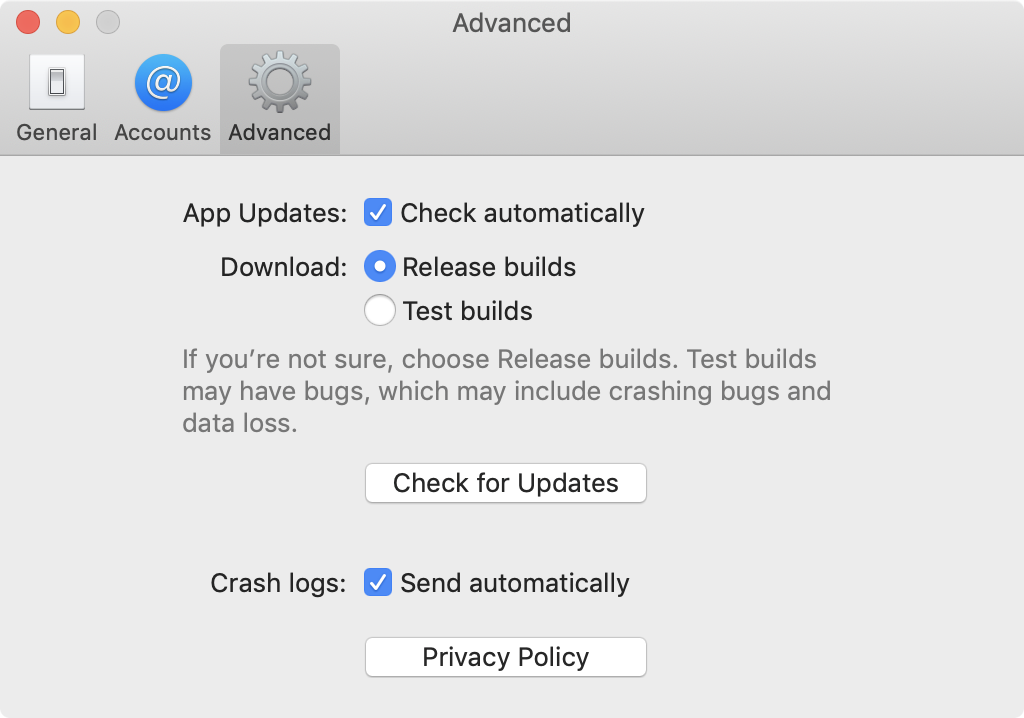 Advanced
General Accounts Advanced
App Updates: Check automatically
Download: Release builds
Test builds
If you’re not sure, choose Release builds. Test builds
may have bugs, which may include crashing bugs and
data loss.
Check for Updates
Crash logs: Send automatically
Privacy Policy